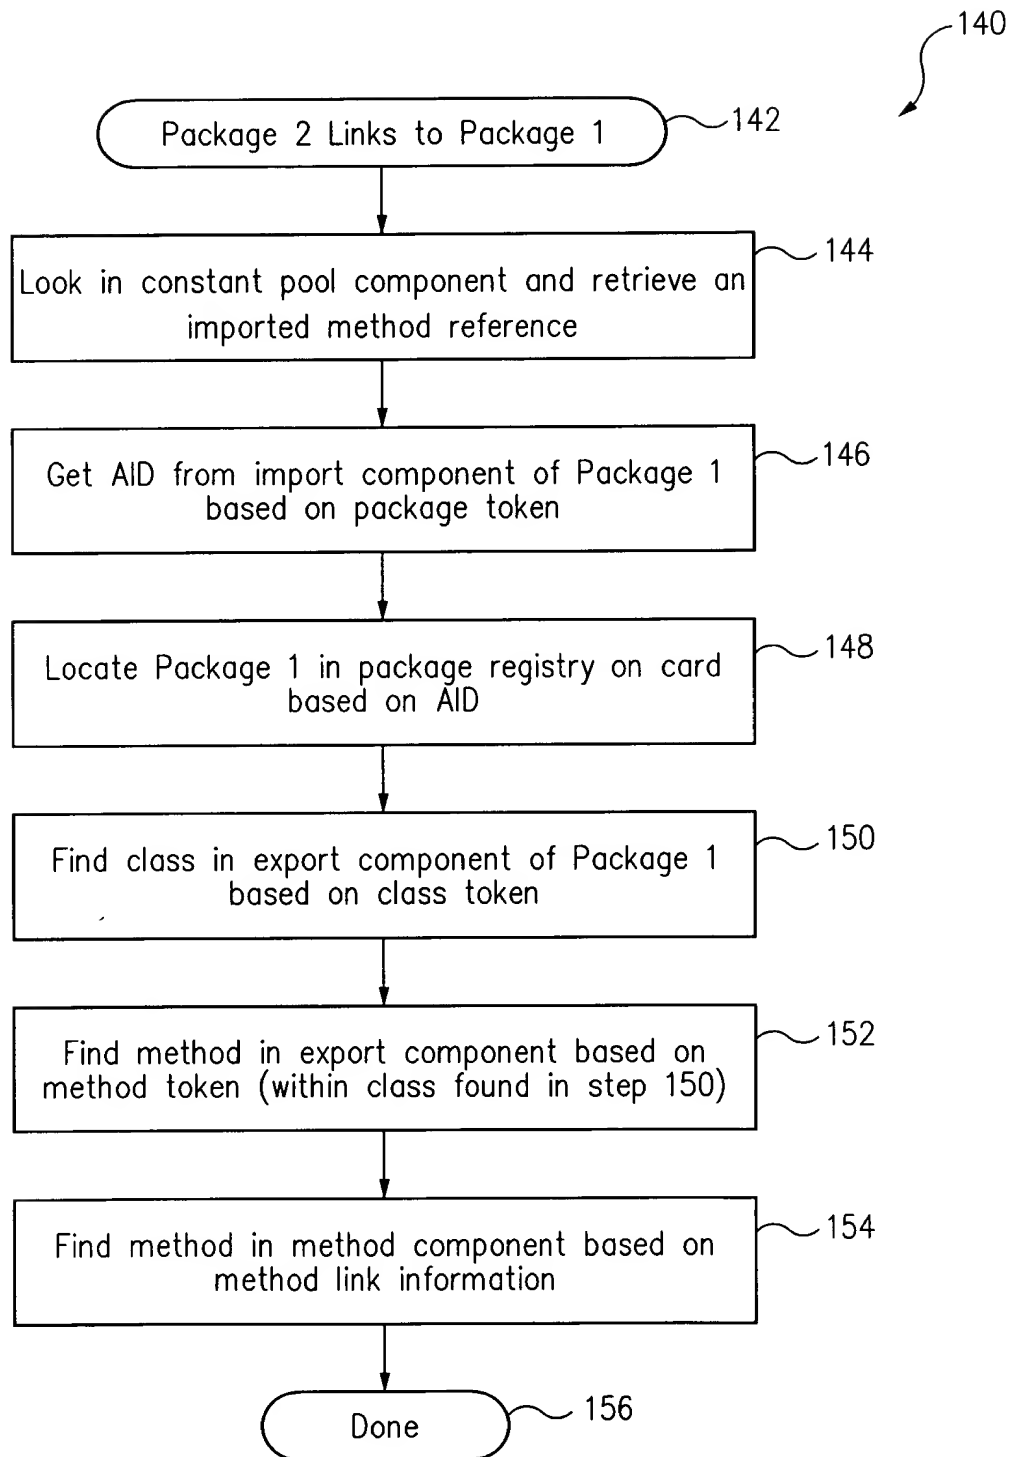 140
Package 2 Links to Package 1
142
Look in constant pool component and retrieve an
imported method reference
144
Get AID from import component of Package 1
based on package token
146
Locate Package 1 in package registry on card
based on AID
148
Find class in export component of Package 1
based on class token
150
Find method in export component based on
method token (within class found in step 150)
152
Find method in method component based on
method link information
154
Done
156